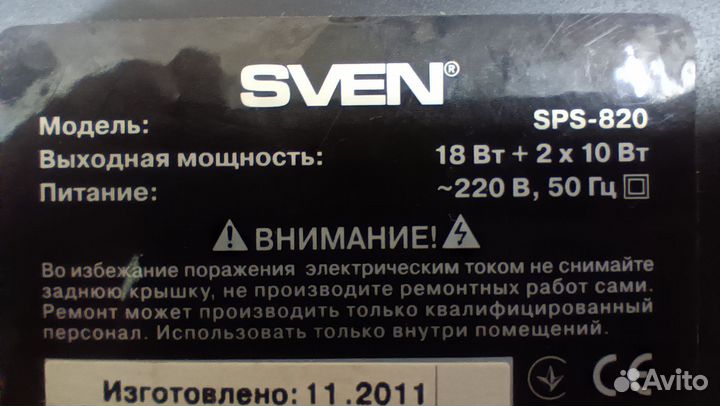 SVEN®
Модель: SPS-820
Выходная мощность: 18 Вт + 2 х 10 Вт
Питание: ~220 В, 50 Гц
ВНИМАНИЕ!
Во избежание поражения электрическим током не снимайте
заднюю крышку, не производите ремонтных работ сами.
Ремонт может производить только квалифицированный
персонал. Использовать только внутри помещений.
Изготовлено: 11.2011
CE
Avito